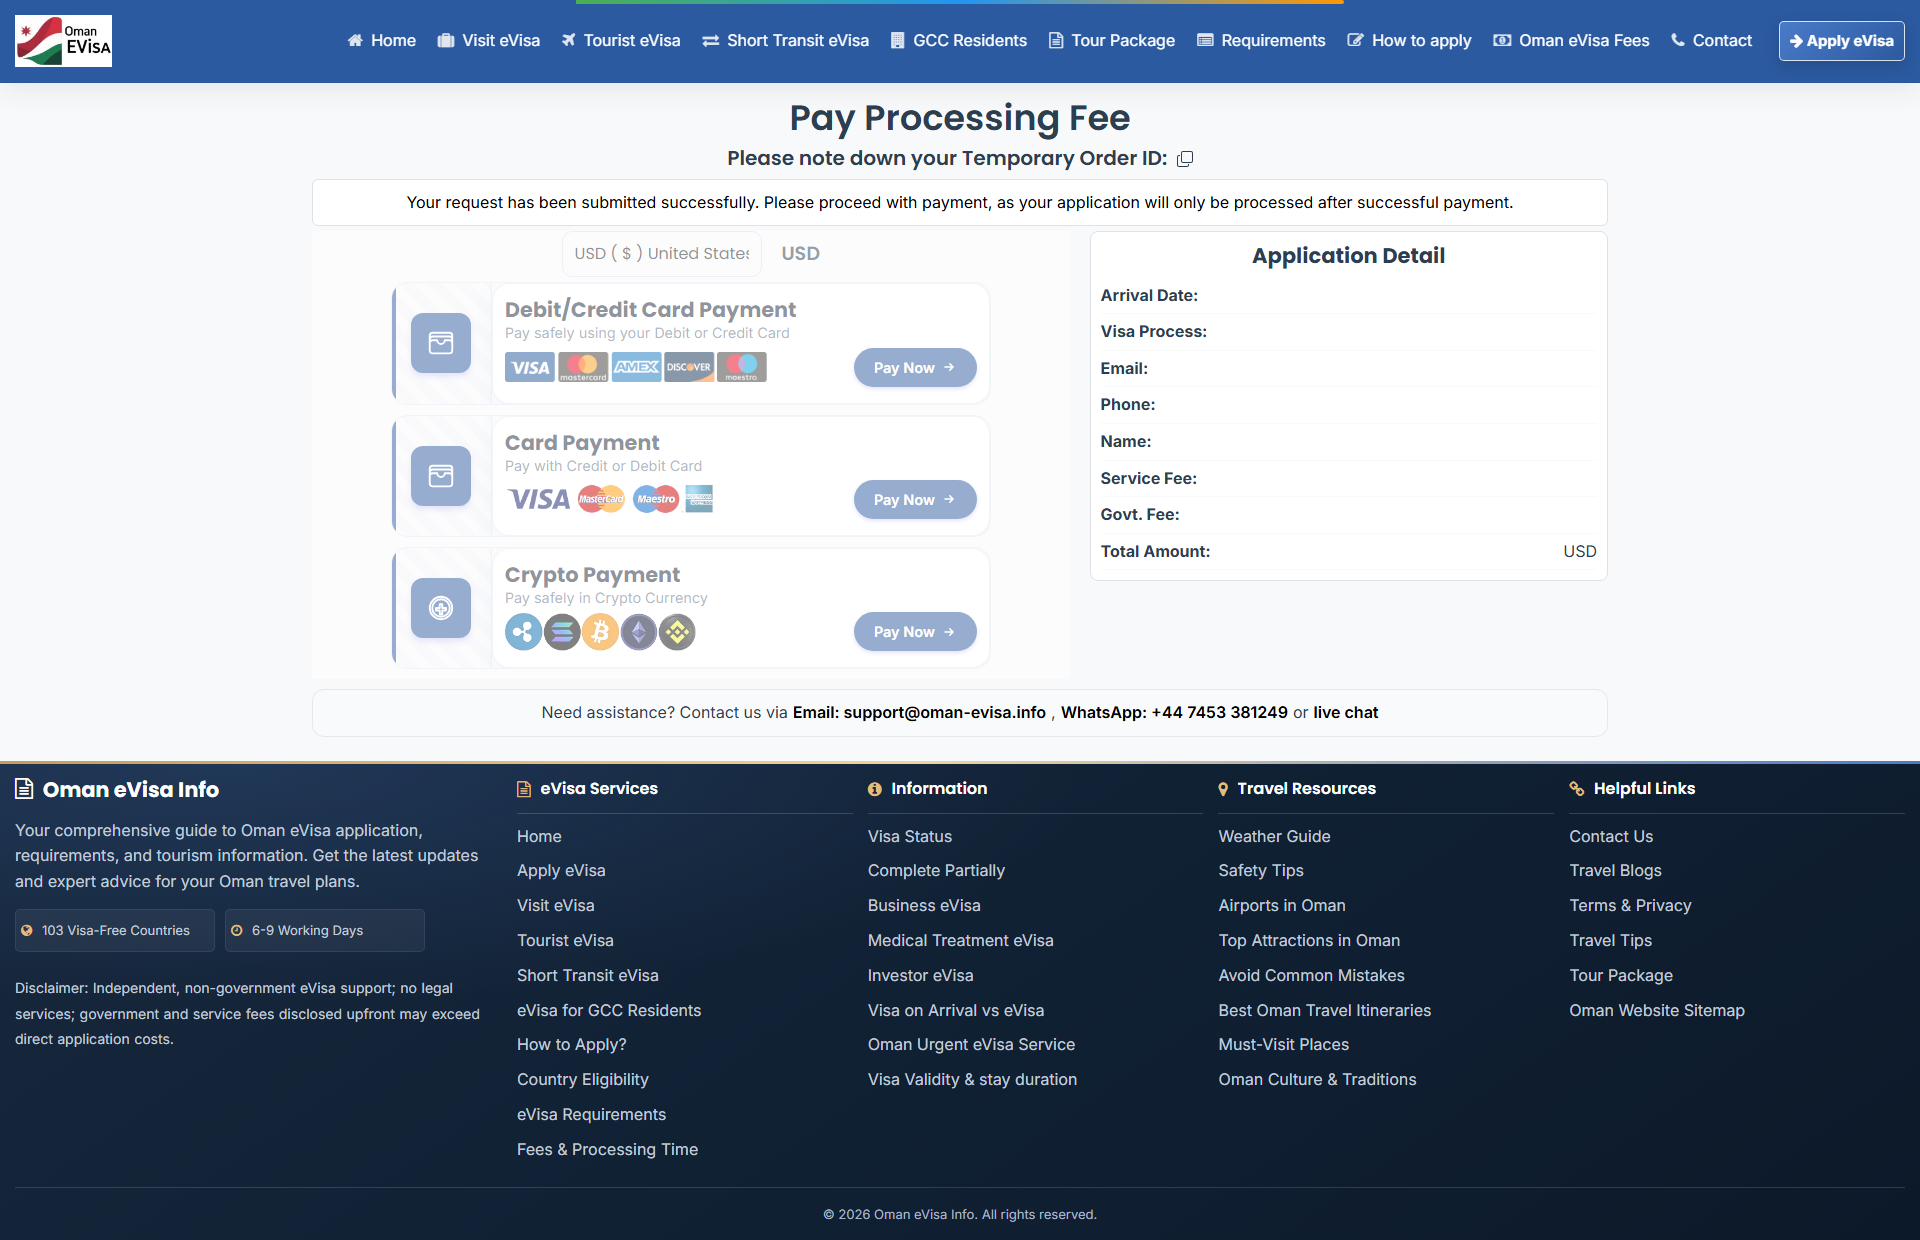 Oman
EVisa
Home
Visit eVisa
Tourist eVisa
Short Transit eVisa
GCC Residents
Tour Package
Requirements
How to apply
Oman eVisa Fees
Contact
Apply eVisa
Pay Processing Fee
Please note down your Temporary Order ID:
Your request has been submitted successfully. Please proceed with payment, as your application will only be processed after successful payment.
USD ( $ ) United States
USD
Debit/Credit Card Payment
Pay safely using your Debit or Credit Card
VISA
mastercard
AMEX
DISCOVER
maestro
Pay Now
Card Payment
Pay with Credit or Debit Card
VISA
MasterCard
Maestro
Pay Now
Crypto Payment
Pay safely in Crypto Currency
Pay Now
Application Detail
Arrival Date:
Visa Process:
Email:
Phone:
Name:
Service Fee:
Govt. Fee:
Total Amount: USD
Need assistance? Contact us via Email: support@oman-evisa.info , WhatsApp: +44 7453 381249 or live chat
Oman eVisa Info
Your comprehensive guide to Oman eVisa application,
requirements, and tourism information. Get the latest updates
and expert advice for your Oman travel plans.
103 Visa-Free Countries
6-9 Working Days
Disclaimer: Independent, non-government eVisa support; no legal
services; government and service fees disclosed upfront may exceed
direct application costs.
eVisa Services
Home
Apply eVisa
Visit eVisa
Tourist eVisa
Short Transit eVisa
eVisa for GCC Residents
How to Apply?
Country Eligibility
eVisa Requirements
Fees & Processing Time
Information
Visa Status
Complete Partially
Business eVisa
Medical Treatment eVisa
Investor eVisa
Visa on Arrival vs eVisa
Oman Urgent eVisa Service
Visa Validity & stay duration
Travel Resources
Weather Guide
Safety Tips
Airports in Oman
Top Attractions in Oman
Avoid Common Mistakes
Best Oman Travel Itineraries
Must-Visit Places
Oman Culture & Traditions
Helpful Links
Contact Us
Travel Blogs
Terms & Privacy
Travel Tips
Tour Package
Oman Website Sitemap
© 2026 Oman eVisa Info. All rights reserved.